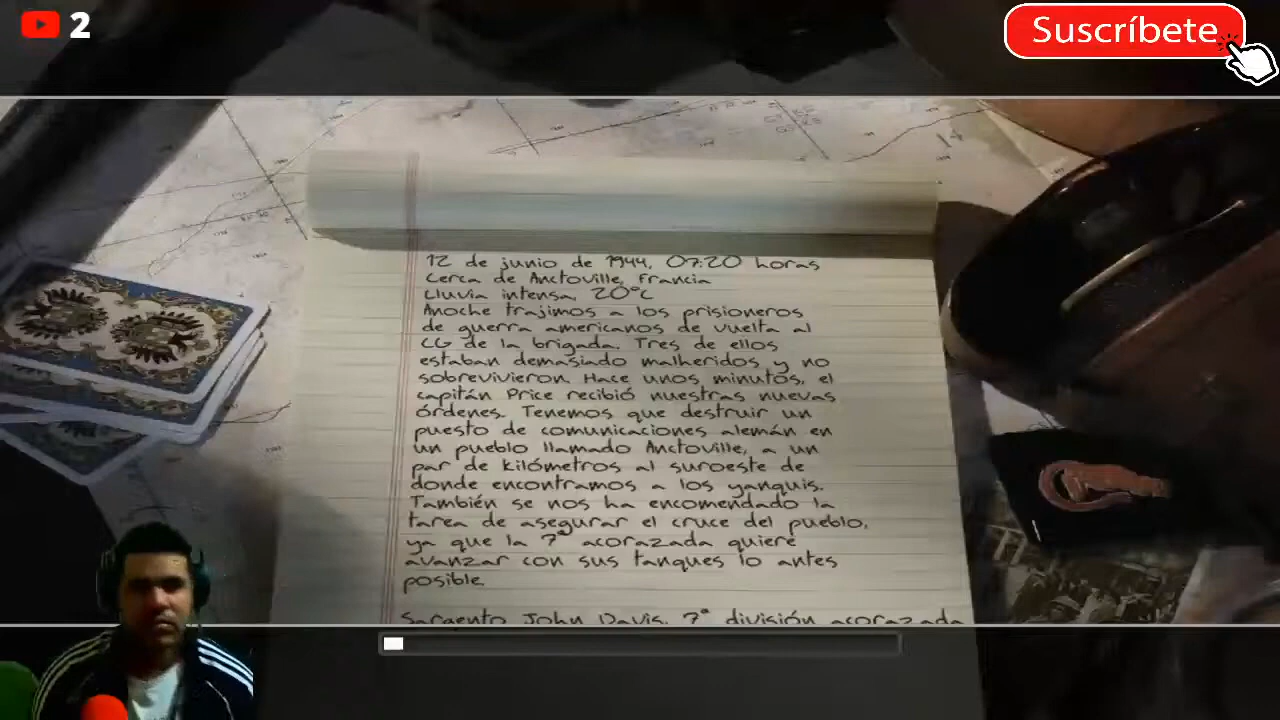 2
Suscríbete
12 de junio de 1944, 07:20 horas
Cerca de Anctoville, Francia
Lluvia intensa, 20°C
Anoche trajimos a los prisioneros
de guerra americanos de vuelta al
CG de la brigada. Tres de ellos
estaban demasiado malheridos y no
sobrevivieron. Hace unos minutos, el
capitán Price recibió nuestras nuevas
órdenes. Tenemos que destruir un
puesto de comunicaciones alemán en
un pueblo llamado Anctoville, a un
par de kilómetros al suroeste de
donde encontramos a los yanquis.
También se nos ha encomendado la
tarea de asegurar el cruce del pueblo,
ya que la 7ª acorazada quiere
avanzar con sus tanques lo antes
posible.
Sargento John Davis, 7ª división acorazada